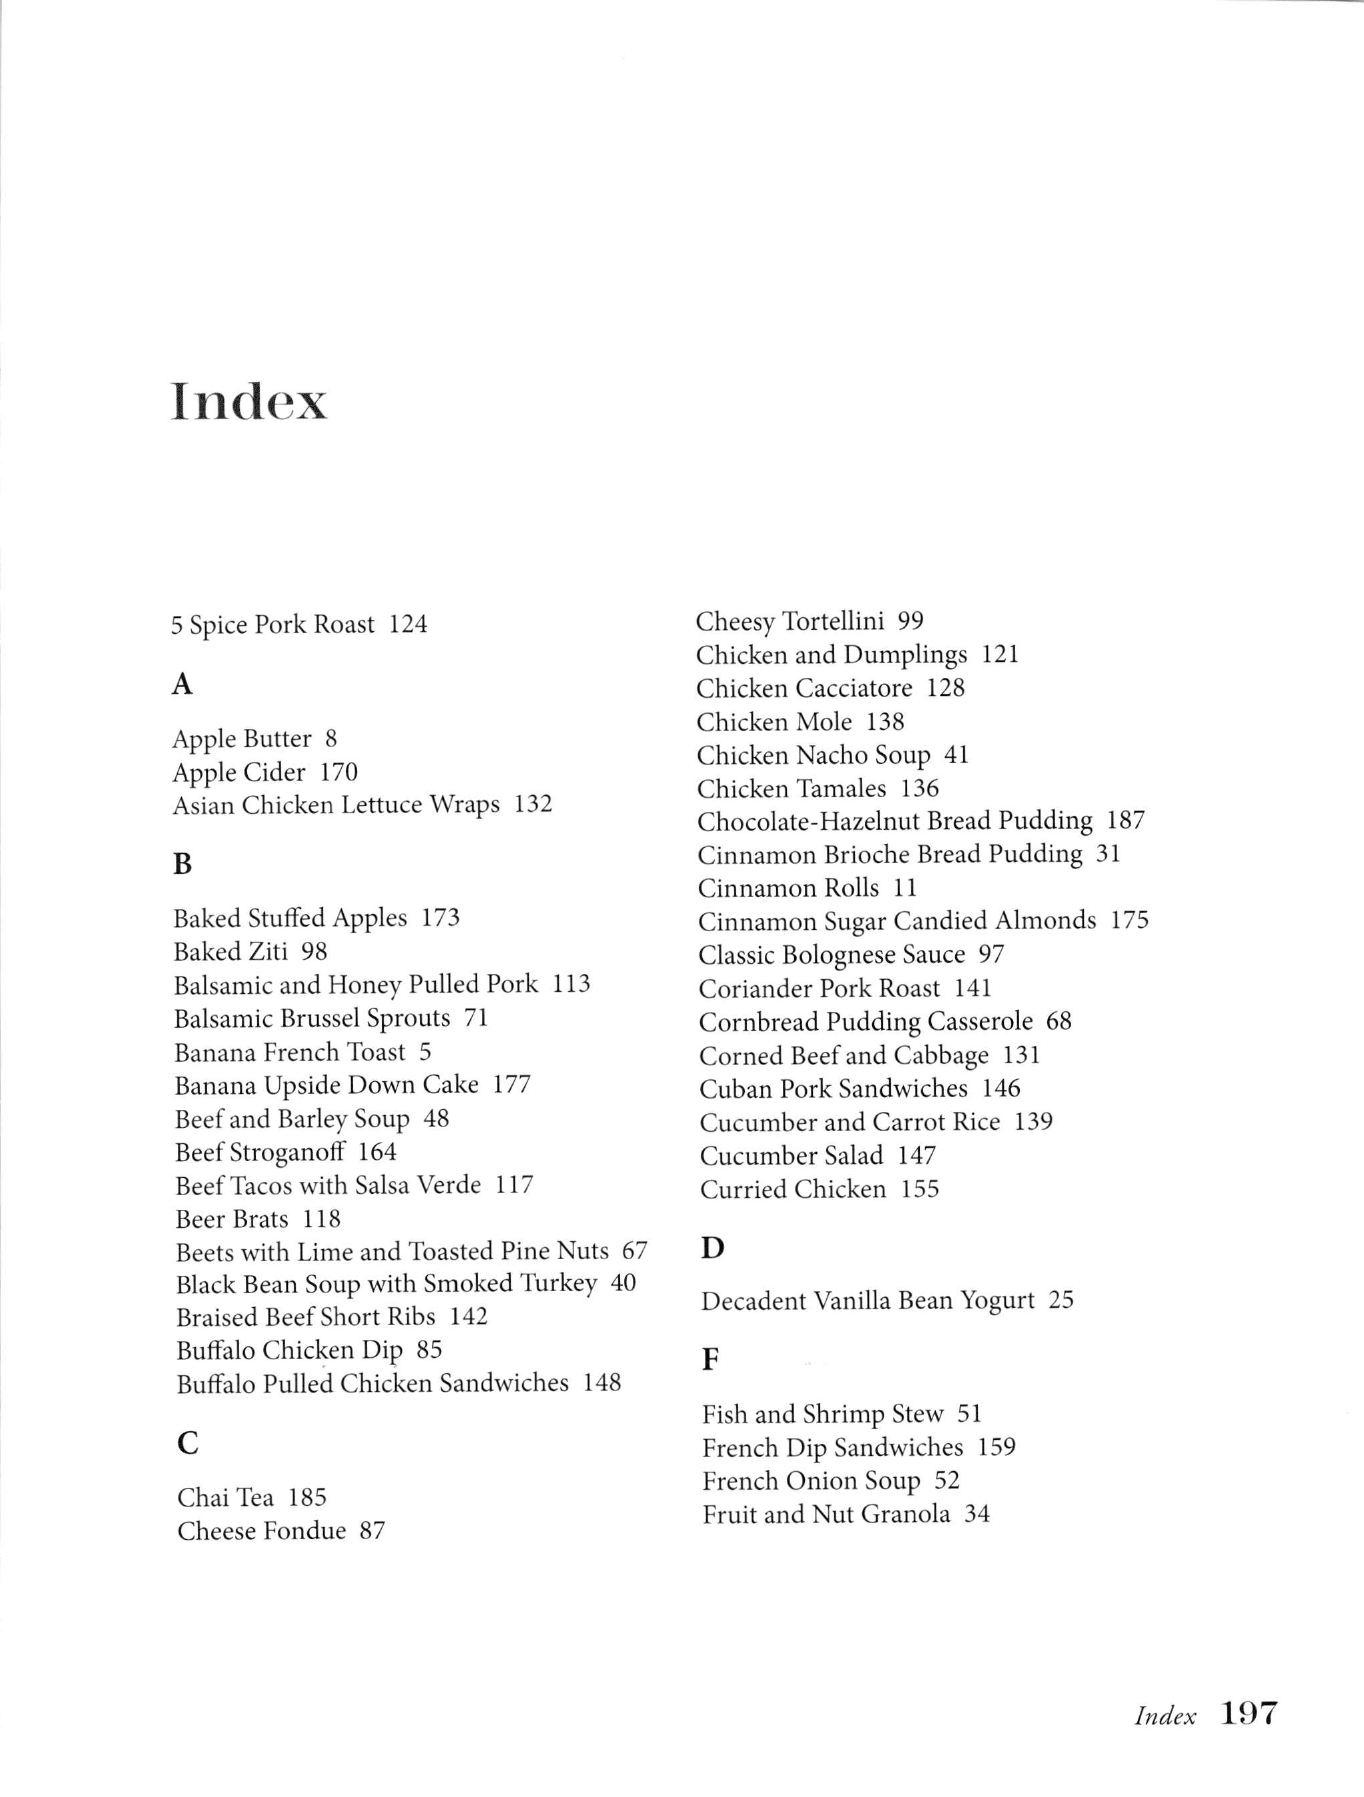 Index
5 Spice Pork Roast 124
A
Apple Butter 8
Apple Cider 170
Asian Chicken Lettuce Wraps 132
B
Baked Stuffed Apples 173
Baked Ziti 98
Balsamic and Honey Pulled Pork 113
Balsamic Brussel Sprouts 71
Banana French Toast 5
Banana Upside Down Cake 177
Beef and Barley Soup 48
Beef Stroganoff 164
Beef Tacos with Salsa Verde 117
Beer Brats 118
Beets with Lime and Toasted Pine Nuts 67
Black Bean Soup with Smoked Turkey 40
Braised Beef Short Ribs 142
Buffalo Chicken Dip 85
Buffalo Pulled Chicken Sandwiches 148
C
Chai Tea 185
Cheese Fondue 87
Cheesy Tortellini 99
Chicken and Dumplings 121
Chicken Cacciatore 128
Chicken Mole 138
Chicken Nacho Soup 41
Chicken Tamales 136
Chocolate-Hazelnut Bread Pudding 187
Cinnamon Brioche Bread Pudding 31
Cinnamon Rolls 11
Cinnamon Sugar Candied Almonds 175
Classic Bolognese Sauce 97
Coriander Pork Roast 141
Cornbread Pudding Casserole 68
Corned Beef and Cabbage 131
Cuban Pork Sandwiches 146
Cucumber and Carrot Rice 139
Cucumber Salad 147
Curried Chicken 155
D
Decadent Vanilla Bean Yogurt 25
F
Fish and Shrimp Stew 51
French Dip Sandwiches 159
French Onion Soup 52
Fruit and Nut Granola 34
Index 197